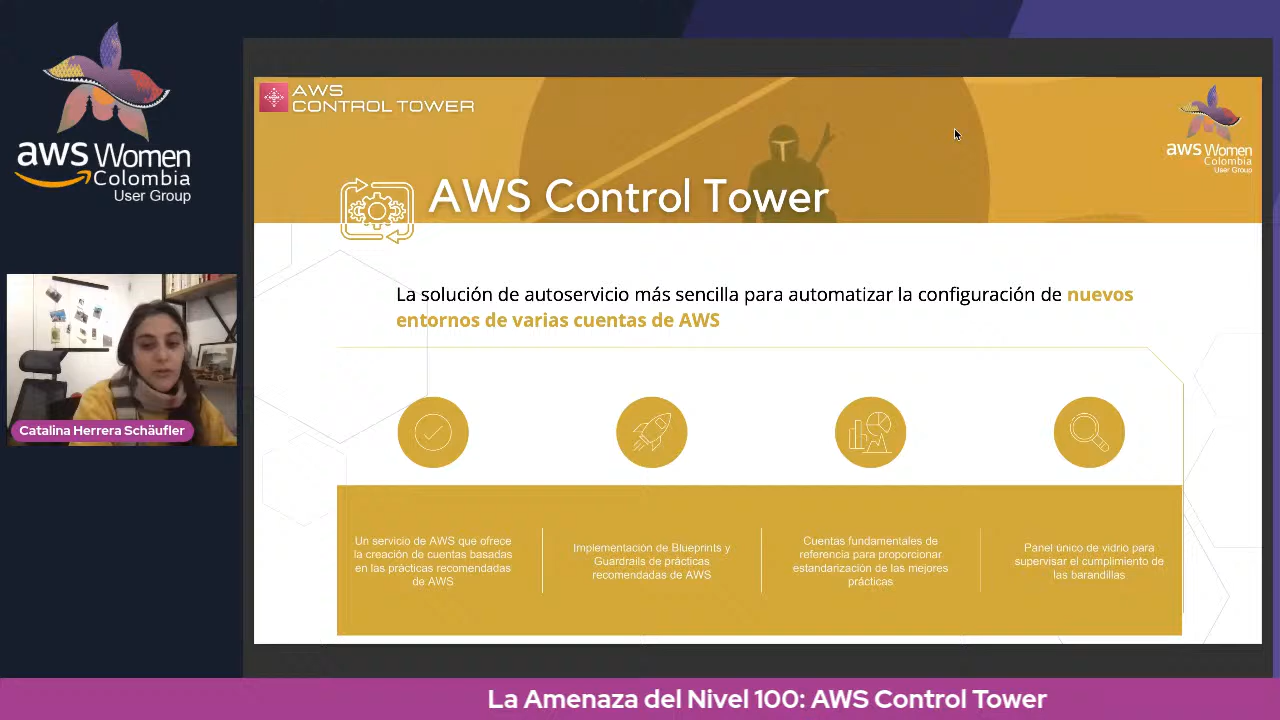 aws Women
Colombia
User Group
AWS
CONTROL TOWER
aws Women
Colombia
User Group
AWS Control Tower
La solución de autoservicio más sencilla para automatizar la configuración de nuevos
entornos de varias cuentas de AWS
Catalina Herrera Schäufler
Un servicio de AWS que ofrece
la creación de cuentas basadas
en las prácticas recomendadas
de AWS
Implementación de Blueprints y
Guardrails de prácticas
recomendadas de AWS
Cuentas fundamentales de
referencia para proporcionar
estandarización de las mejores
prácticas
Panel único de vidrio para
supervisar el cumplimiento de
las barandillas
La Amenaza del Nivel 100: AWS Control Tower